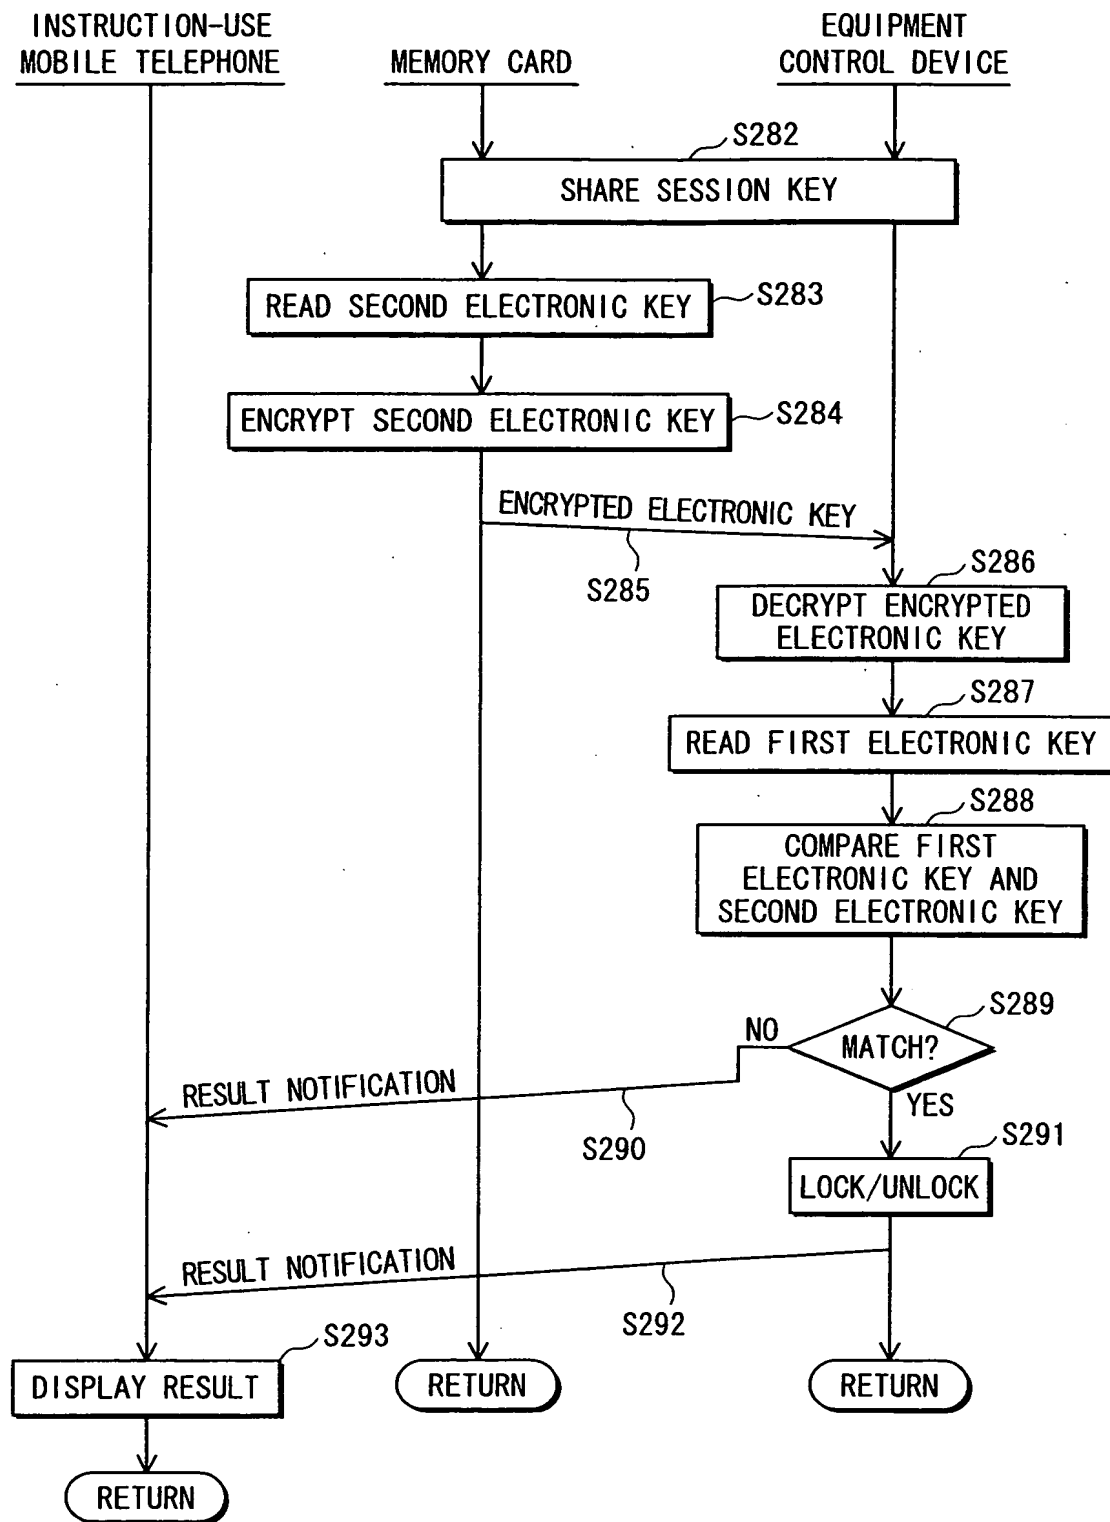 INSTRUCTION-USE
MOBILE TELEPHONE
MEMORY CARD
EQUIPMENT
CONTROL DEVICE
S282
SHARE SESSION KEY
READ SECOND ELECTRONIC KEY
S283
ENCRYPT SECOND ELECTRONIC KEY
S284
ENCRYPTED ELECTRONIC KEY
S285
S286
DECRYPT ENCRYPTED
ELECTRONIC KEY
S287
READ FIRST ELECTRONIC KEY
S288
COMPARE FIRST
ELECTRONIC KEY AND
SECOND ELECTRONIC KEY
S289
MATCH?
NO
YES
RESULT NOTIFICATION
S290
S291
LOCK/UNLOCK
RESULT NOTIFICATION
S292
S293
DISPLAY RESULT
RETURN
RETURN
RETURN